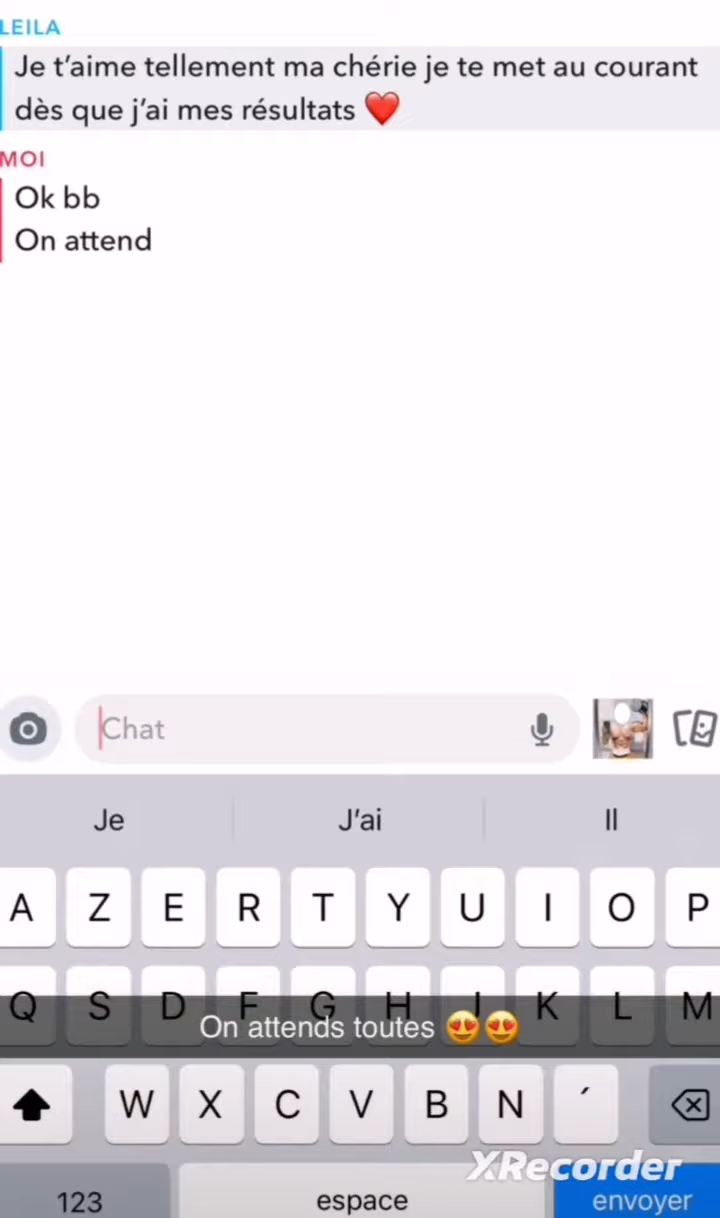 LEILA
Je t’aime tellement ma chérie je te met au courant
dès que j’ai mes résultats ❤️
MOI
Ok bb
On attend
Chat
Je J’ai Il
A Z E R T Y U I O P
Q S D F G H J K L M
On attends toutes 😍😍
W X C V B N ´
XRecorder
123 espace envoyer